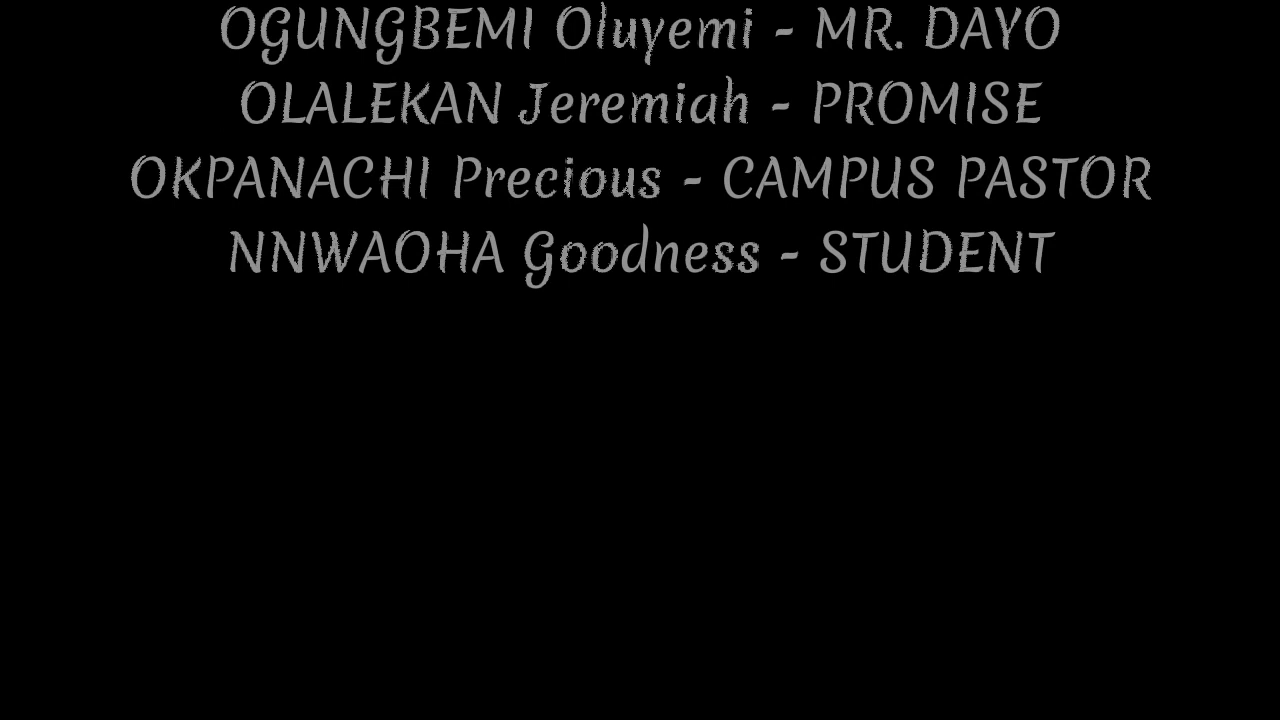 OGUNGBEMI Oluyemi - MR. DAYO
OLALEKAN Jeremiah - PROMISE
OKPANACHI Precious - CAMPUS PASTOR
NNWAOHA Goodness - STUDENT